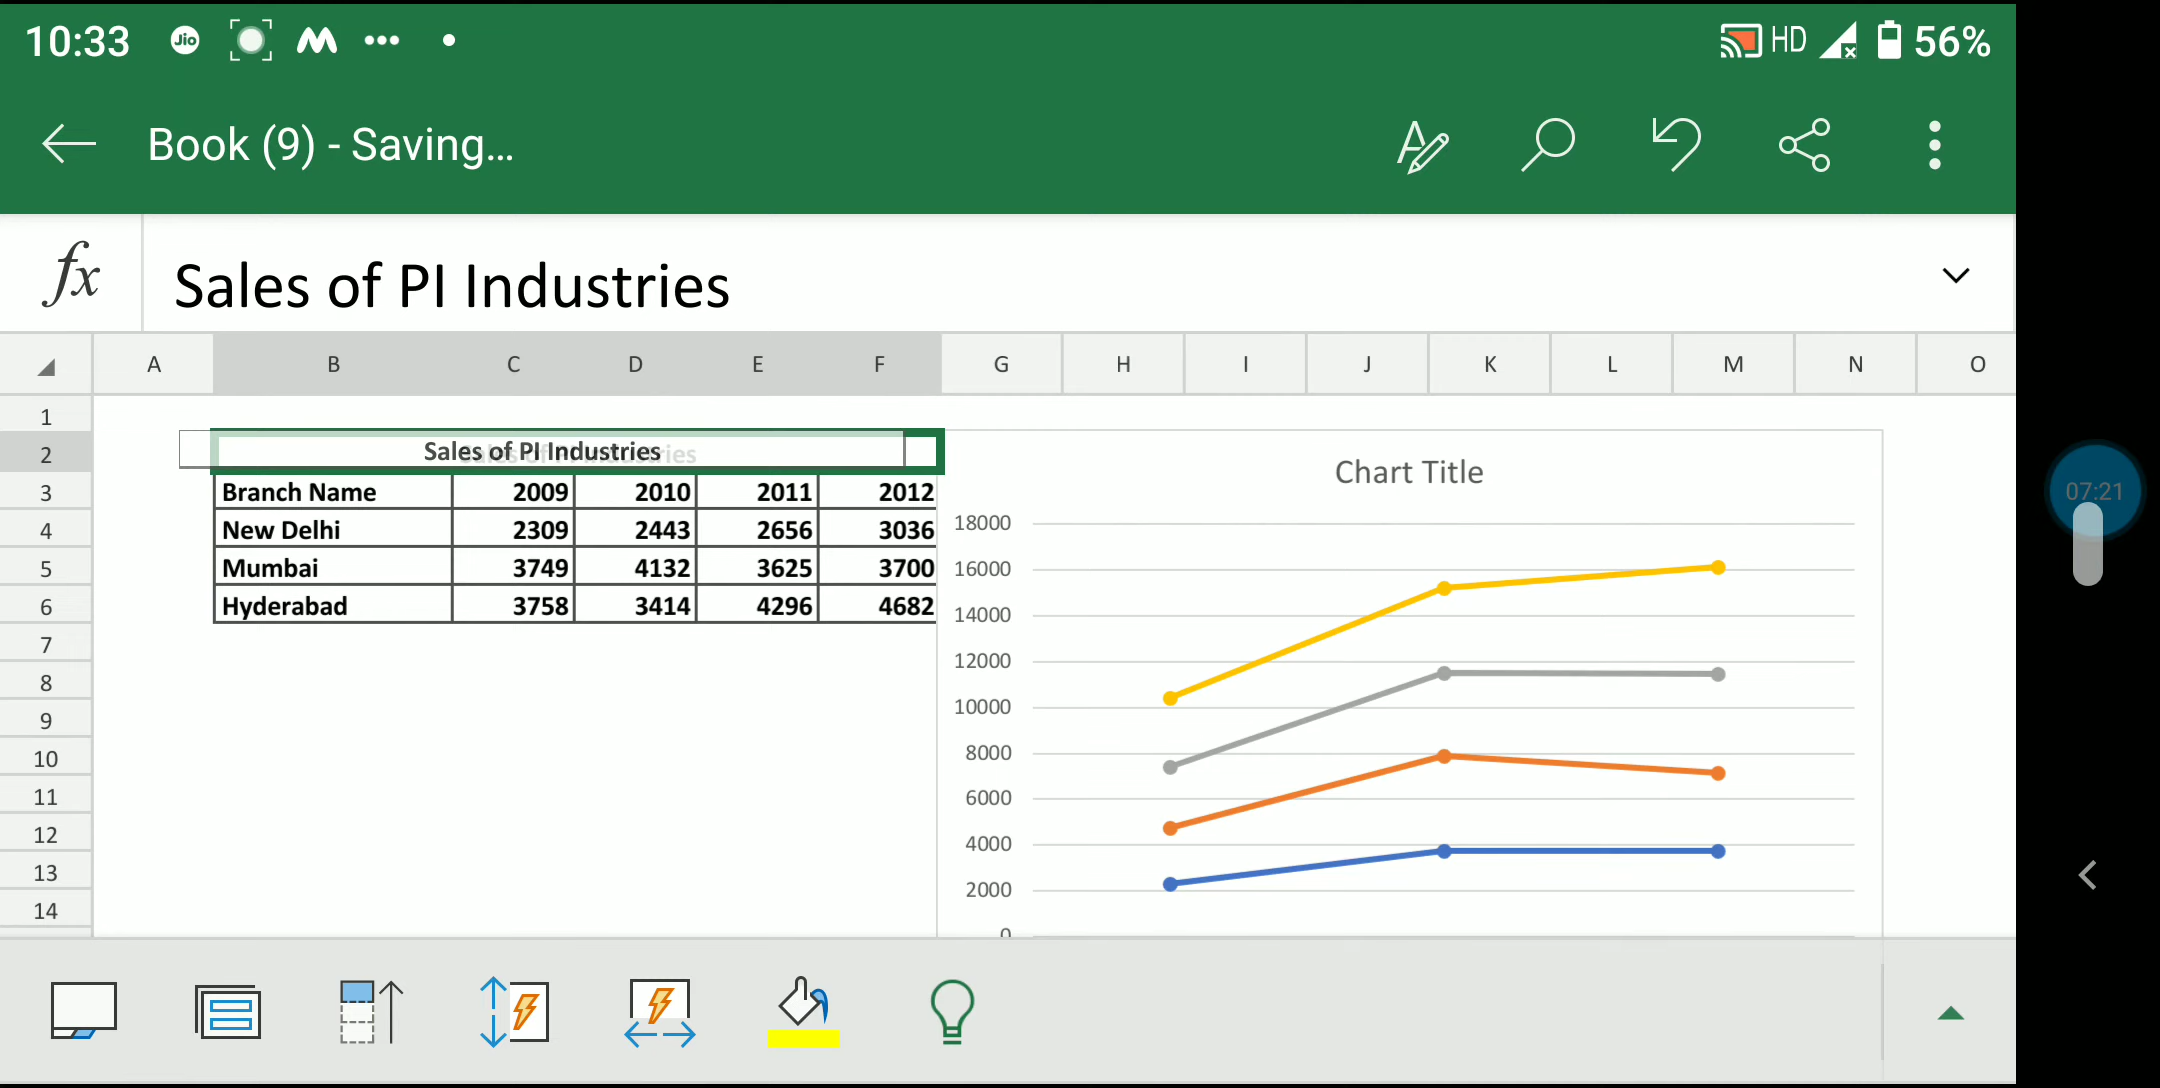 10:33 Jio HD 56%
Book (9) - Saving...
fx Sales of PI Industries
A B C D E F G H I J K L M N O
1
2 Sales of PI Industries
3 Branch Name 2009 2010 2011 2012
4 New Delhi 2309 2443 2656 3036
5 Mumbai 3749 4132 3625 3700
6 Hyderabad 3758 3414 4296 4682
7
8
9
10
11
12
13
14
Chart Title
18000
16000
14000
12000
10000
8000
6000
4000
2000
0
07:21